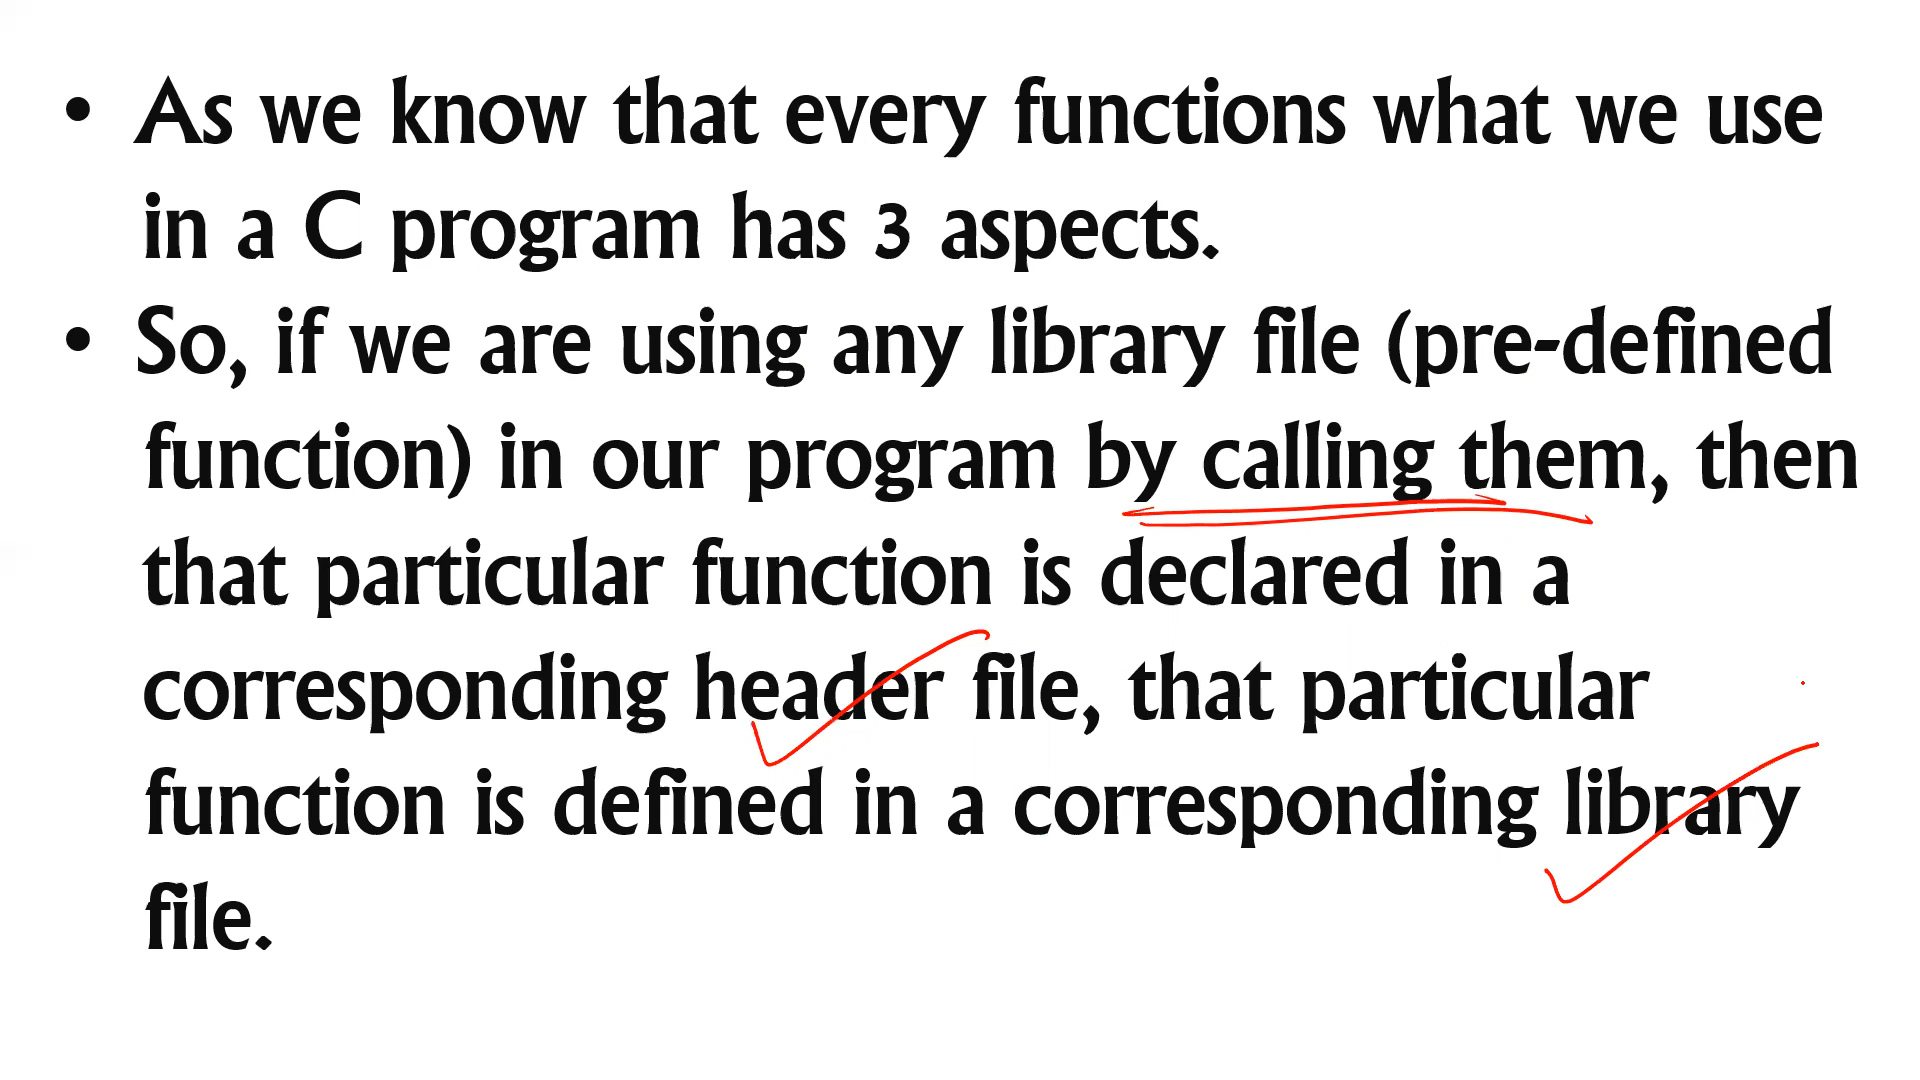 • As we know that every functions what we use
in a C program has 3 aspects.
• So, if we are using any library file (pre-defined
function) in our program by calling them, then
that particular function is declared in a
corresponding header file, that particular
function is defined in a corresponding library
file.